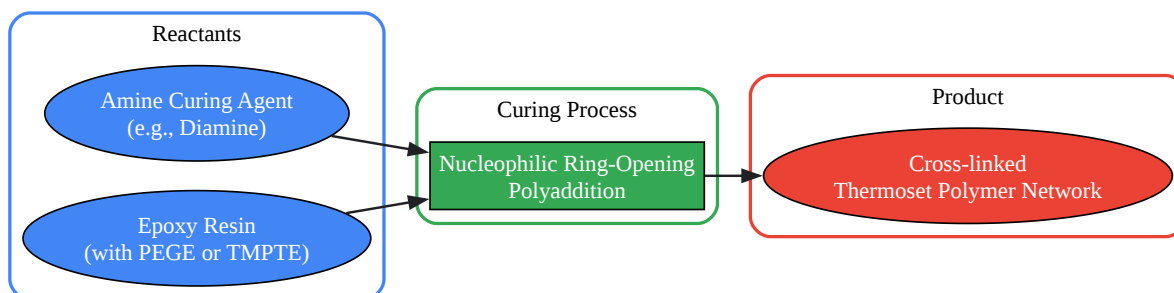 Reactants
Amine Curing Agent
(e.g., Diamine)
Epoxy Resin
(with PEGE or TMPTE)
Curing Process
Nucleophilic Ring-Opening
Polyaddition
Product
Cross-linked
Thermoset Polymer Network